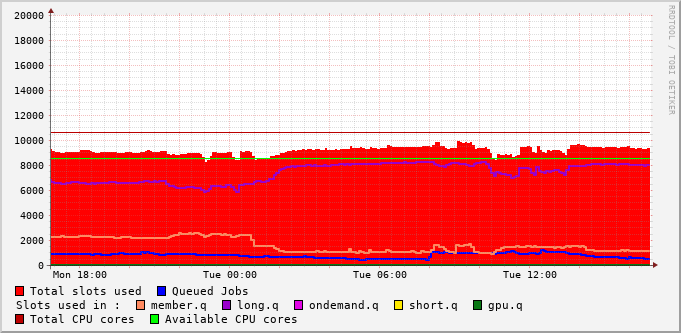 20000
18000
16000
14000
12000
10000
8000
6000
4000
2000
0
Mon 18:00 Tue 00:00 Tue 06:00 Tue 12:00
RRDTOOL / TOBI OETIKER
Total slots used Queued Jobs
Slots used in : member.q long.q ondemand.q short.q gpu.q
Total CPU cores Available CPU cores